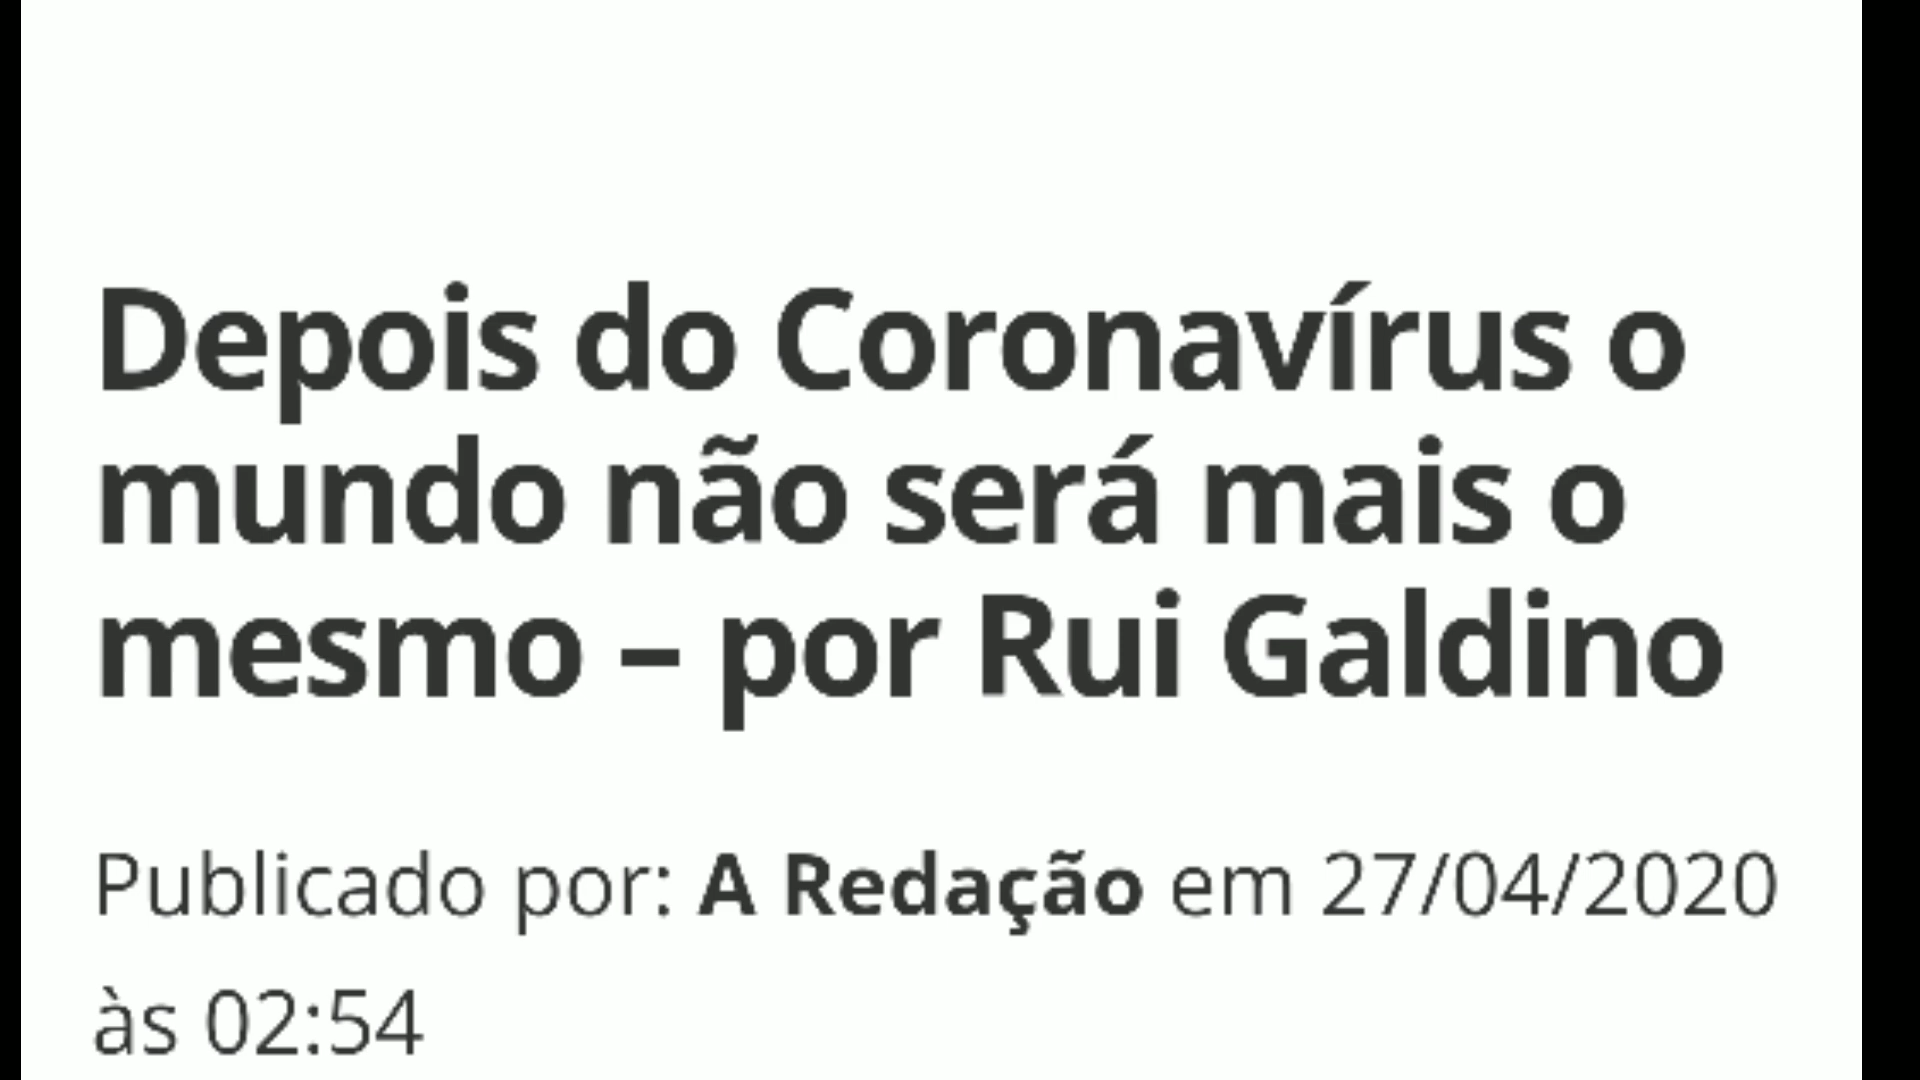 Depois do Coronavírus o
mundo não será mais o
mesmo – por Rui Galdino
Publicado por: A Redação em 27/04/2020
às 02:54